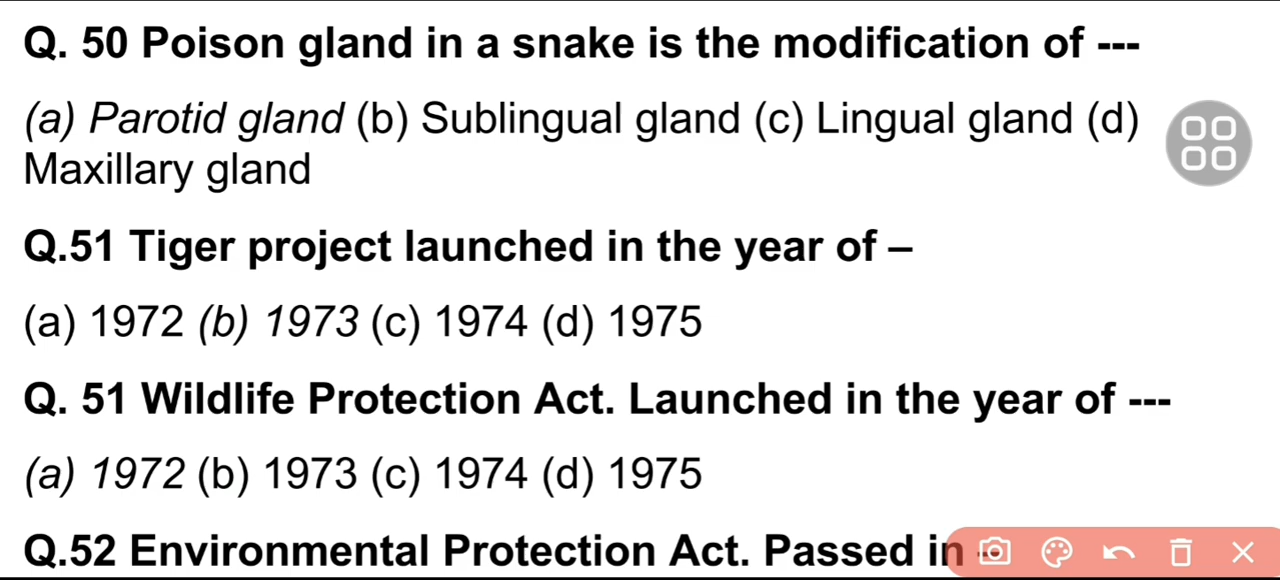 Q. 50 Poison gland in a snake is the modification of ---
(a) Parotid gland (b) Sublingual gland (c) Lingual gland (d)
Maxillary gland
Q.51 Tiger project launched in the year of –
(a) 1972 (b) 1973 (c) 1974 (d) 1975
Q. 51 Wildlife Protection Act. Launched in the year of ---
(a) 1972 (b) 1973 (c) 1974 (d) 1975
Q.52 Environmental Protection Act. Passed in